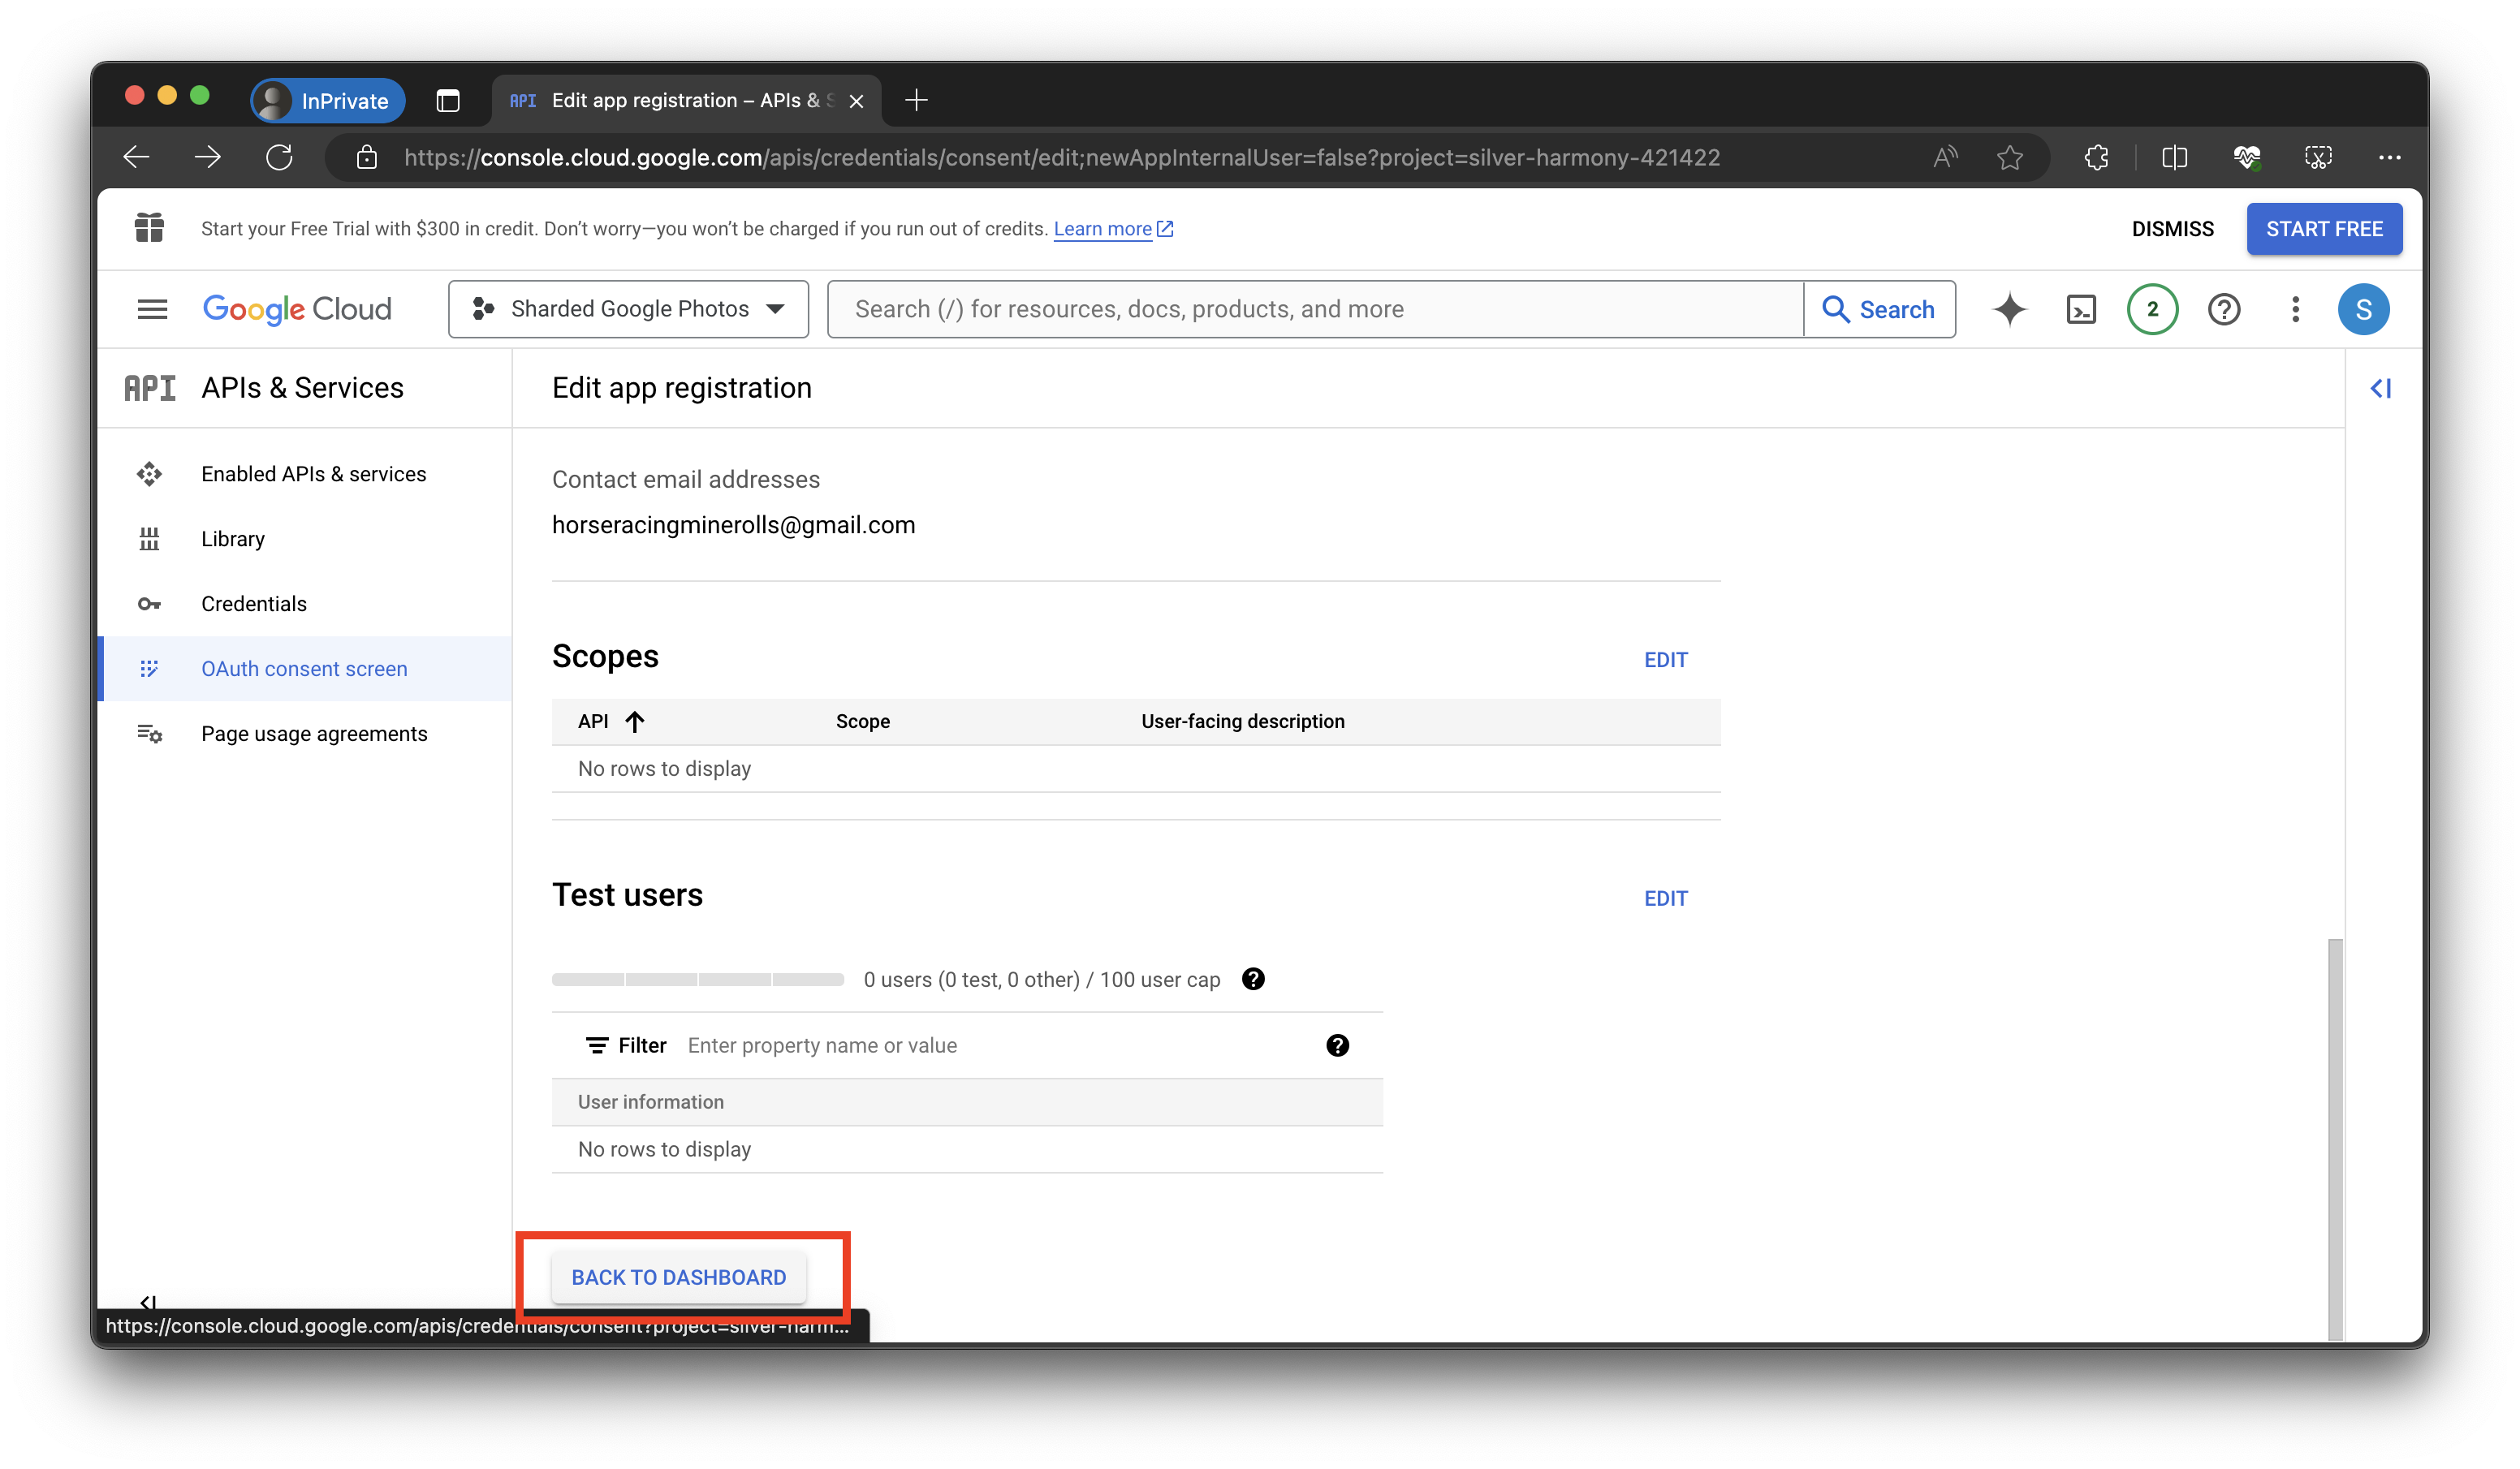 InPrivate
API Edit app registration – APIs & S
https://console.cloud.google.com/apis/credentials/consent/edit;newAppInternalUser=false?project=silver-harmony-421422
Start your Free Trial with $300 in credit. Don’t worry—you won’t be charged if you run out of credits. Learn more
DISMISS
START FREE
Google Cloud
Sharded Google Photos
Search (/) for resources, docs, products, and more
Search
2
S
API APIs & Services
Edit app registration
Enabled APIs & services
Library
Credentials
OAuth consent screen
Page usage agreements
Contact email addresses
horseracingminerolls@gmail.com
Scopes
EDIT
API Scope User-facing description
No rows to display
Test users
EDIT
0 users (0 test, 0 other) / 100 user cap
Filter Enter property name or value
User information
No rows to display
BACK TO DASHBOARD
https://console.cloud.google.com/apis/credentials/consent?project=silver-harm...